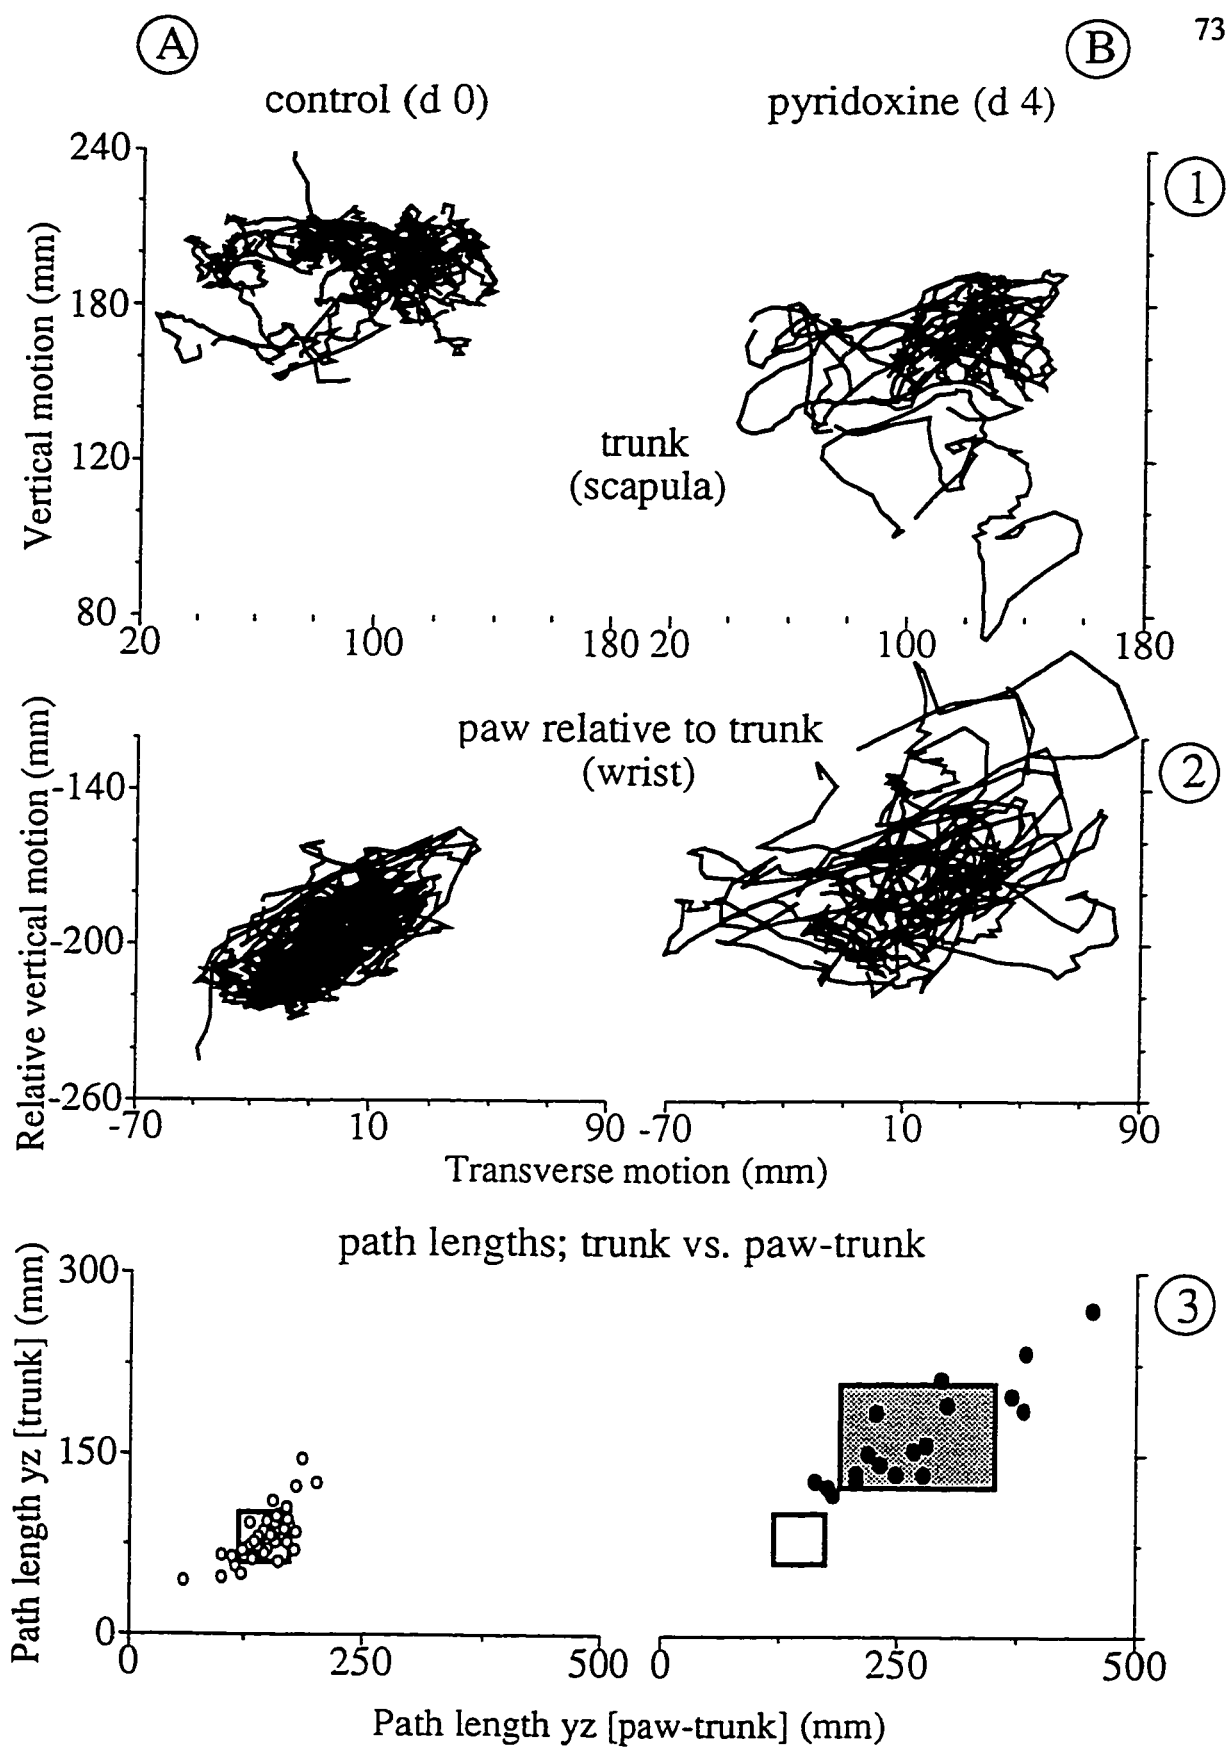 73
A
B
control (d 0)
pyridoxine (d 4)
240
180
120
80
Vertical motion (mm)
1
trunk
(scapula)
20
100
180
20
100
180
paw relative to trunk
(wrist)
2
Relative vertical motion (mm)
-140
-200
-260
-70
10
90
-70
10
90
Transverse motion (mm)
path lengths; trunk vs. paw-trunk
3
Path length yz [trunk] (mm)
300
150
0
0
250
500
0
250
500
Path length yz [paw-trunk] (mm)